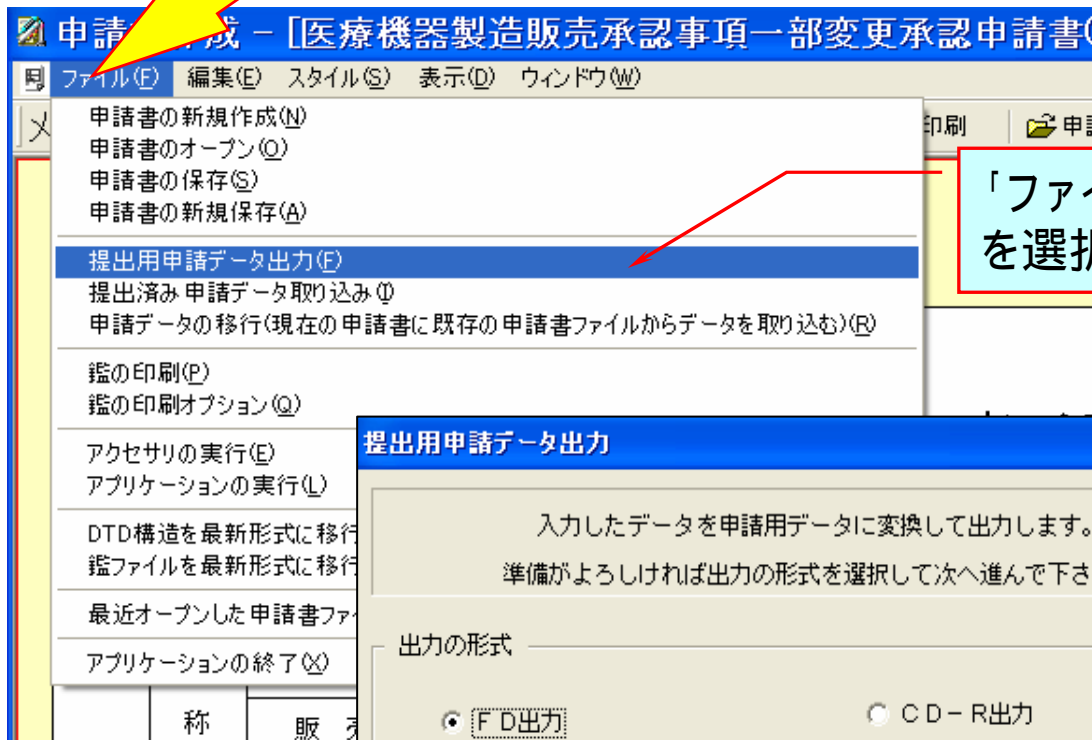 申請 作成 - [医療機器製造販売承認事項一部変更承認申請書(
ファイル(F) 編集(E) スタイル(S) 表示(D) ウィンドウ(W)
申請書の新規作成(N)
申請書のオープン(O)
申請書の保存(S)
申請書の新規保存(A)
提出用申請データ出力(F)
提出済み申請データ取り込み(I)
申請データの移行(現在の申請書に既存の申請書ファイルからデータを取り込む)(R)
鑑の印刷(P)
鑑の印刷オプション(Q)
アクセサリの実行(E)
アプリケーションの実行(L)
DTD構造を最新形式に移行
鑑ファイルを最新形式に移行
最近オープンした申請書ファ
アプリケーションの終了(X)
メ
印刷
申
「ファイ
を選択
提出用申請データ出力
入力したデータを申請用データに変換して出力します。
準備がよろしければ出力の形式を選択して次へ進んで下さ
出力の形式
FD出力 CD-R出力
称 販